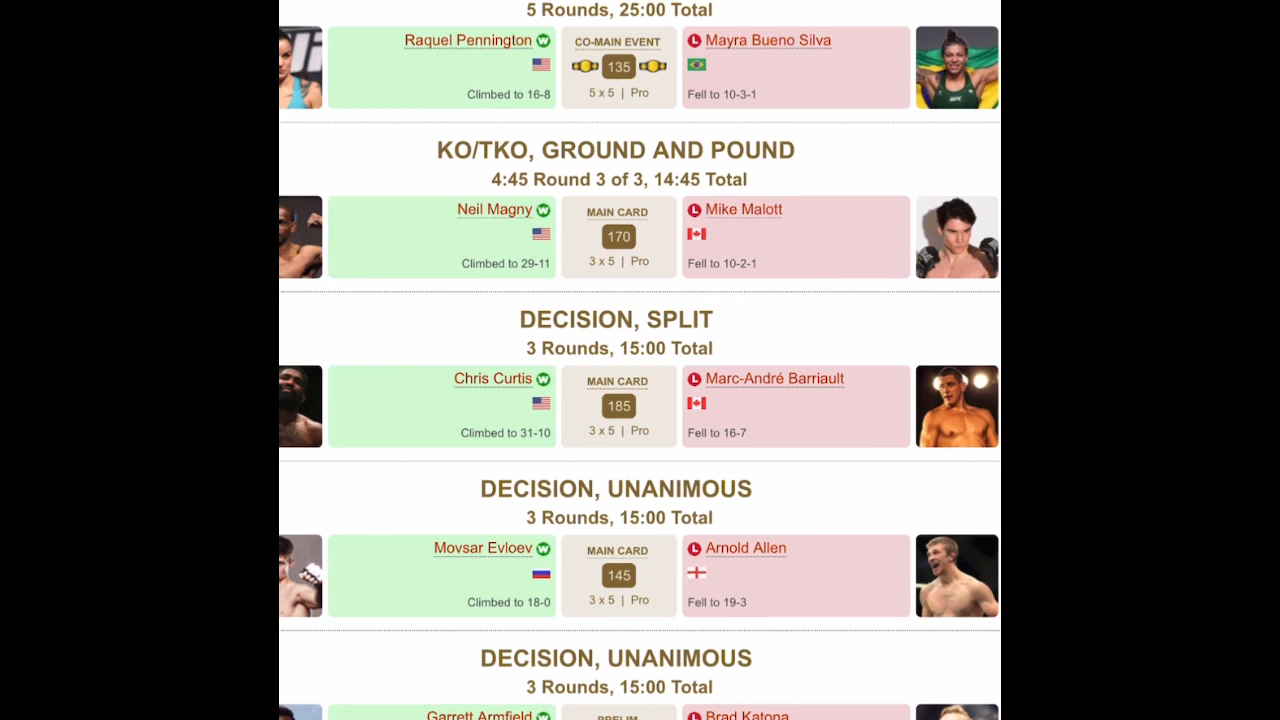 5 Rounds, 25:00 Total
Raquel Pennington W CO-MAIN EVENT L Mayra Bueno Silva
135
Climbed to 16-8 5 x 5 | Pro Fell to 10-3-1
KO/TKO, GROUND AND POUND
4:45 Round 3 of 3, 14:45 Total
Neil Magny W MAIN CARD L Mike Malott
170
Climbed to 29-11 3 x 5 | Pro Fell to 10-2-1
DECISION, SPLIT
3 Rounds, 15:00 Total
Chris Curtis W MAIN CARD L Marc-André Barriault
185
Climbed to 31-10 3 x 5 | Pro Fell to 16-7
DECISION, UNANIMOUS
3 Rounds, 15:00 Total
Movsar Evloev W MAIN CARD L Arnold Allen
145
Climbed to 18-0 3 x 5 | Pro Fell to 19-3
DECISION, UNANIMOUS
3 Rounds, 15:00 Total
Garrett Armfield W PRELIM L Brad Katona